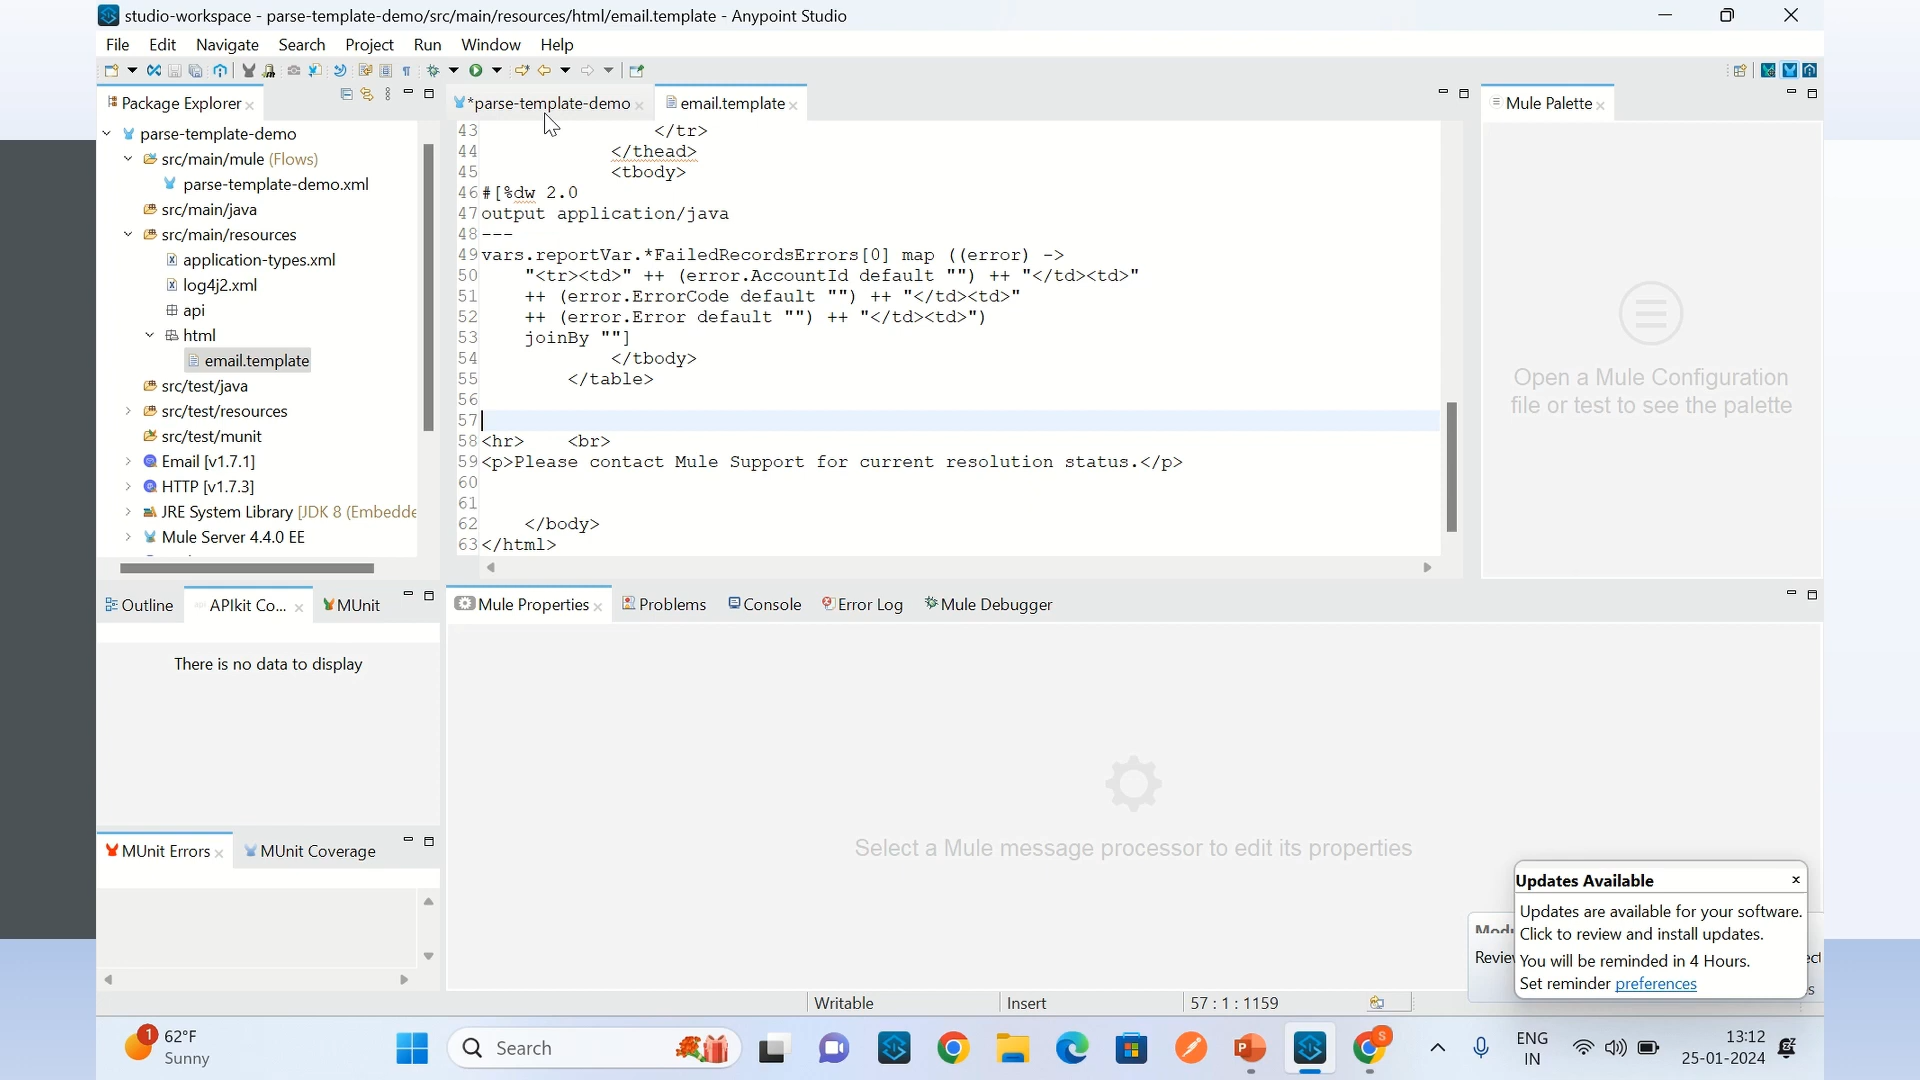 studio-workspace - parse-template-demo/src/main/resources/html/email.template - Anypoint Studio
File Edit Navigate Search Project Run Window Help
Package Explorer
parse-template-demo
src/main/mule (Flows)
parse-template-demo.xml
src/main/java
src/main/resources
application-types.xml
log4j2.xml
api
html
email.template
src/test/java
src/test/resources
src/test/munit
Email [v1.7.1]
HTTP [v1.7.3]
JRE System Library [JDK 8 (Embedde
Mule Server 4.4.0 EE
*parse-template-demo email.template
43 </tr>
44 </thead>
45 <tbody>
46 #[%dw 2.0
47 output application/java
48 ---
49 vars.reportVar.*FailedRecordsErrors[0] map ((error) ->
50 "<tr><td>" ++ (error.AccountId default "") ++ "</td><td>"
51 ++ (error.ErrorCode default "") ++ "</td><td>"
52 ++ (error.Error default "") ++ "</td><td>")
53 joinBy ""]
54 </tbody>
55 </table>
56
57
58 <hr> <br>
59 <p>Please contact Mule Support for current resolution status.</p>
60
61
62 </body>
63 </html>
Mule Palette
Open a Mule Configuration
file or test to see the palette
Outline APIkit Co... MUnit
There is no data to display
MUnit Errors MUnit Coverage
Mule Properties Problems Console Error Log Mule Debugger
Select a Mule message processor to edit its properties
Updates Available
Updates are available for your software.
Click to review and install updates.
You will be reminded in 4 Hours.
Set reminder preferences
Writable Insert 57 : 1 : 1159
1 62°F
Sunny
Search
S
ENG
IN
13:12
25-01-2024